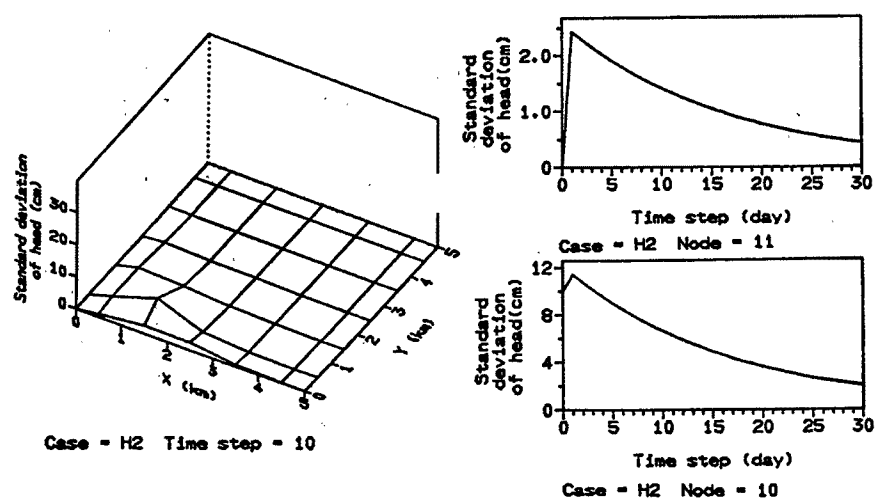 Standard deviation
of head (cm)
30
20
10
0
0
1
2
3
4
5
X (km)
0
1
2
3
4
5
Y (km)
Case = H2 Time step = 10
Standard
deviation
of head(cm)
2.0
1.0
0
0 5 10 15 20 25 30
Time step (day)
Case = H2 Node = 11
Standard
deviation
of head(cm)
12
8
4
0
0 5 10 15 20 25 30
Time step (day)
Case = H2 Node = 10